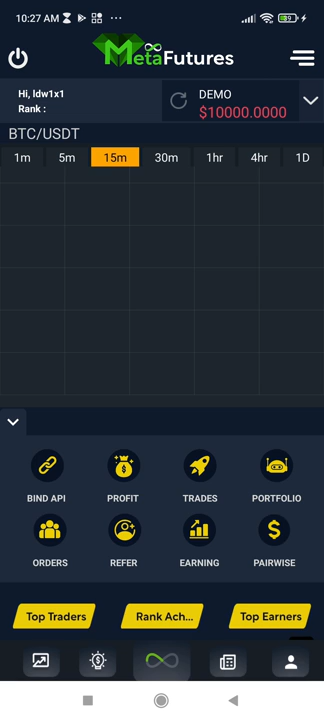 10:27 AM
89
MetaFutures
Hi, ldw1x1
Rank :
DEMO
$10000.0000
BTC/USDT
1m 5m 15m 30m 1hr 4hr 1D
BIND API PROFIT TRADES PORTFOLIO
ORDERS REFER EARNING PAIRWISE
Top Traders Rank Ach... Top Earners